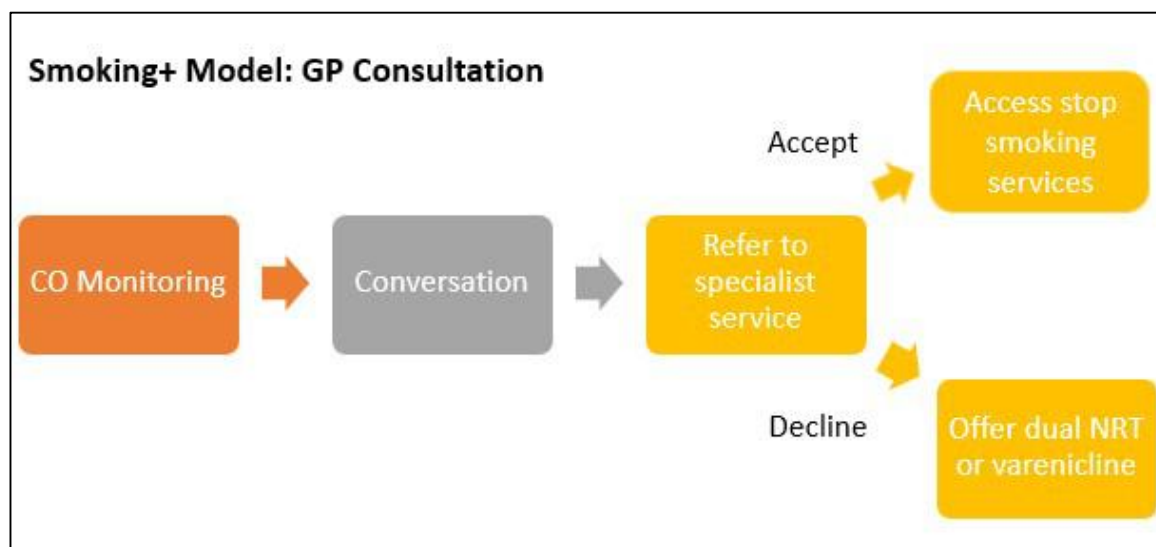 Smoking+ Model: GP Consultation
CO Monitoring
Conversation
Refer to
specialist
service
Accept
Access stop
smoking
services
Decline
Offer dual NRT
or varenicline